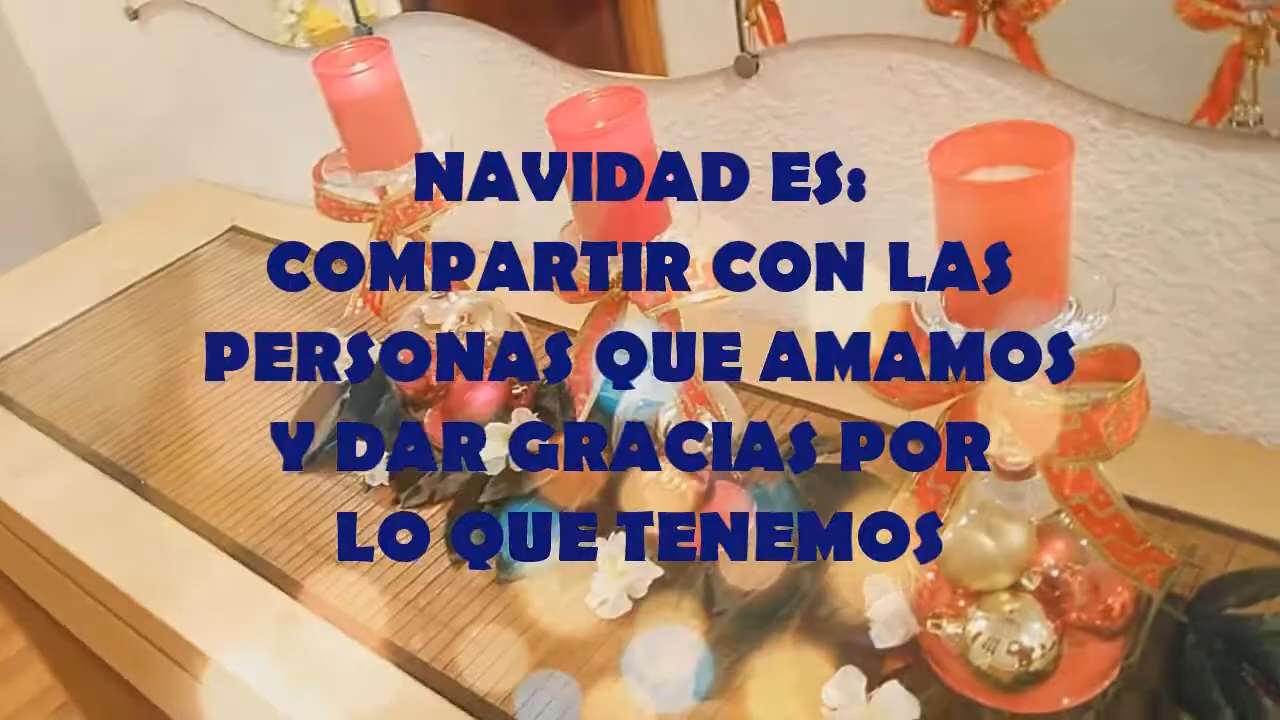 NAVIDAD ES:
COMPARTIR CON LAS
PERSONAS QUE AMAMOS
Y DAR GRACIAS POR
LO QUE TENEMOS